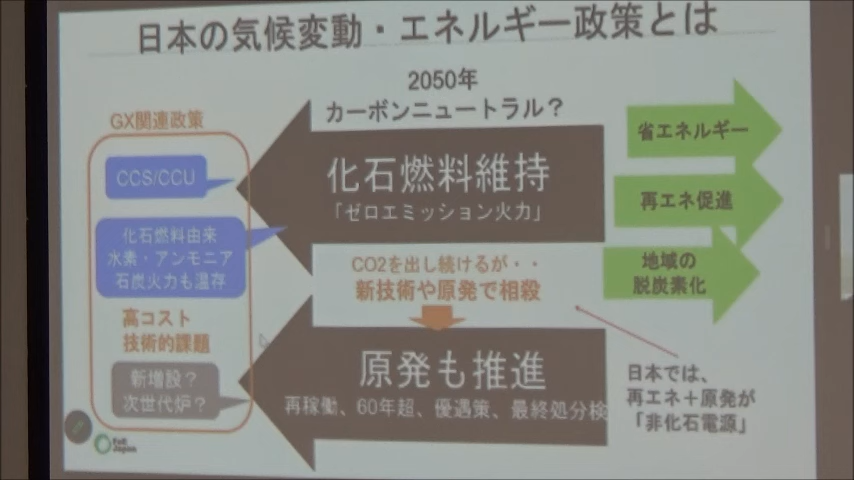 日本の気候変動・エネルギー政策とは
2050年
カーボンニュートラル？
GX関連政策
CCS/CCU
化石燃料由来
水素・アンモニア
石炭火力も温存
高コスト
技術的課題
新増設？
次世代炉？
化石燃料維持
「ゼロエミッション火力」
CO2を出し続けるが・・
新技術や原発で相殺
原発も推進
再稼働、60年超、優遇策、最終処分検
省エネルギー
再エネ促進
地域の
脱炭素化
日本では、
再エネ＋原発が
「非化石電源」
FoE
Japan